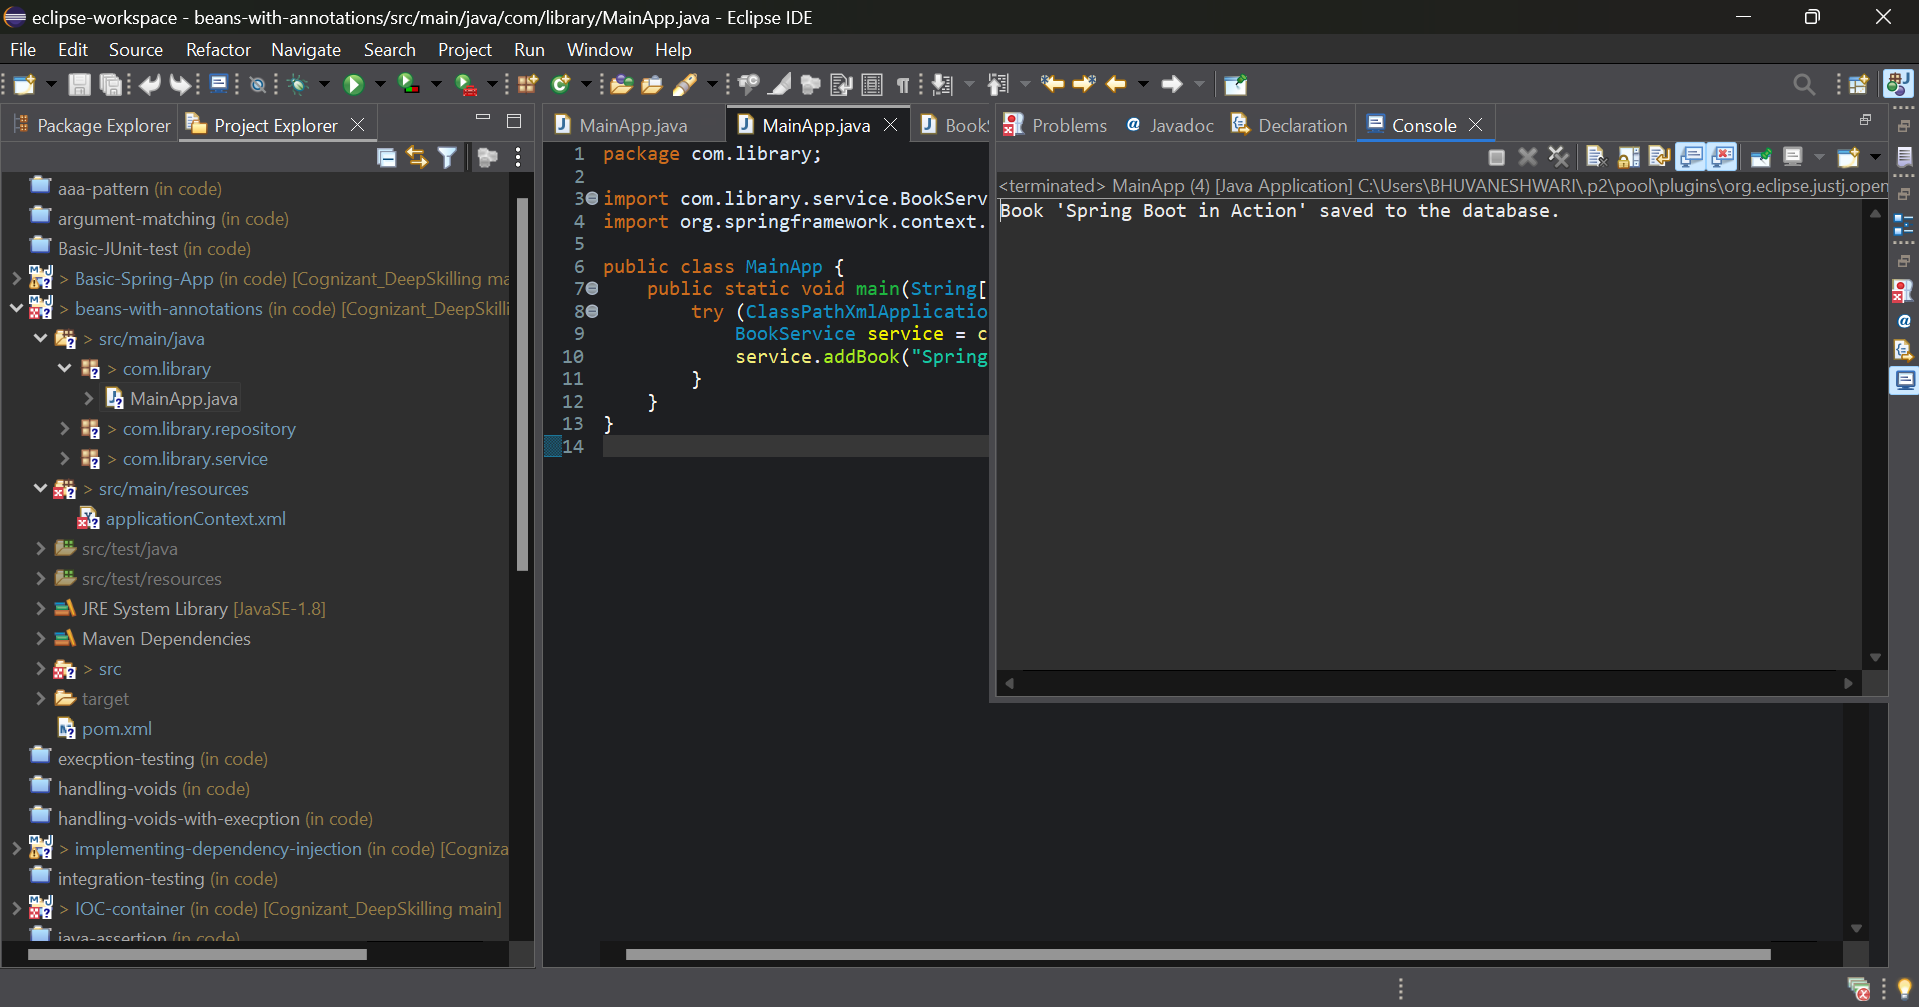 eclipse-workspace - beans-with-annotations/src/main/java/com/library/MainApp.java - Eclipse IDE
File Edit Source Refactor Navigate Search Project Run Window Help
Package Explorer Project Explorer
aaa-pattern (in code)
argument-matching (in code)
Basic-JUnit-test (in code)
> Basic-Spring-App (in code) [Cognizant_DeepSkilling ma
> beans-with-annotations (in code) [Cognizant_DeepSkilli
> src/main/java
> com.library
MainApp.java
> com.library.repository
> com.library.service
> src/main/resources
applicationContext.xml
src/test/java
src/test/resources
JRE System Library [JavaSE-1.8]
Maven Dependencies
> src
target
pom.xml
execption-testing (in code)
handling-voids (in code)
handling-voids-with-execption (in code)
> implementing-dependency-injection (in code) [Cogniza
integration-testing (in code)
> IOC-container (in code) [Cognizant_DeepSkilling main]
java-assertion (in code)
MainApp.java MainApp.java BookS
1 package com.library;
2
3 import com.library.service.BookServ
4 import org.springframework.context.
5
6 public class MainApp {
7 public static void main(String[
8 try (ClassPathXmlApplicatio
9 BookService service = c
10 service.addBook("Spring
11 }
12 }
13 }
14
Problems Javadoc Declaration Console
<terminated> MainApp (4) [Java Application] C:\Users\BHUVANESHWARI\.p2\pool\plugins\org.eclipse.justj.open
Book 'Spring Boot in Action' saved to the database.